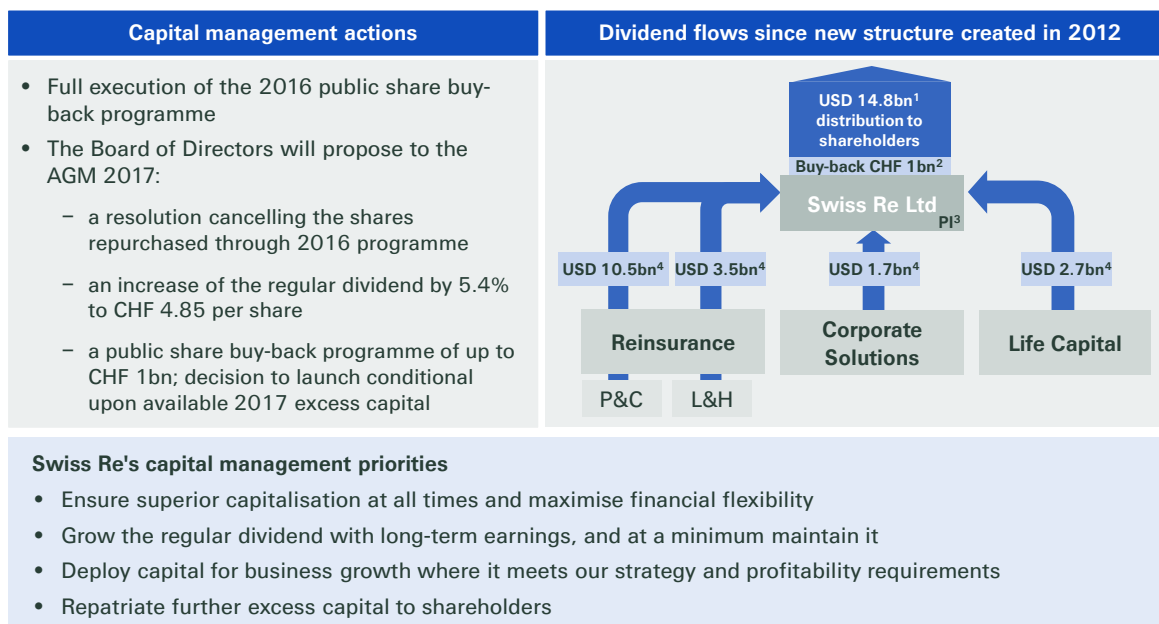 Capital management actions
• Full execution of the 2016 public share buy-
back programme
• The Board of Directors will propose to the
AGM 2017:
– a resolution cancelling the shares
repurchased through 2016 programme
– an increase of the regular dividend by 5.4%
to CHF 4.85 per share
– a public share buy-back programme of up to
CHF 1bn; decision to launch conditional
upon available 2017 excess capital
Dividend flows since new structure created in 2012
USD 14.8bn¹
distribution to
shareholders
Buy-back CHF 1bn²
Swiss Re Ltd
PI³
USD 10.5bn⁴
USD 3.5bn⁴
USD 1.7bn⁴
USD 2.7bn⁴
Reinsurance
Corporate
Solutions
Life Capital
P&C
L&H
Swiss Re's capital management priorities
• Ensure superior capitalisation at all times and maximise financial flexibility
• Grow the regular dividend with long-term earnings, and at a minimum maintain it
• Deploy capital for business growth where it meets our strategy and profitability requirements
• Repatriate further excess capital to shareholders